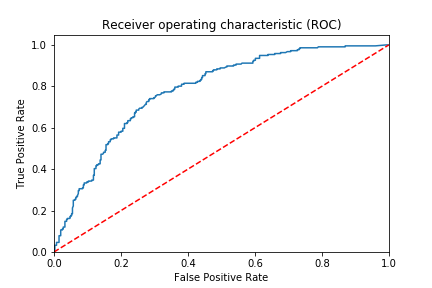 Receiver operating characteristic (ROC)
True Positive Rate
1.0
0.8
0.6
0.4
0.2
0.0
0.0 0.2 0.4 0.6 0.8 1.0
False Positive Rate